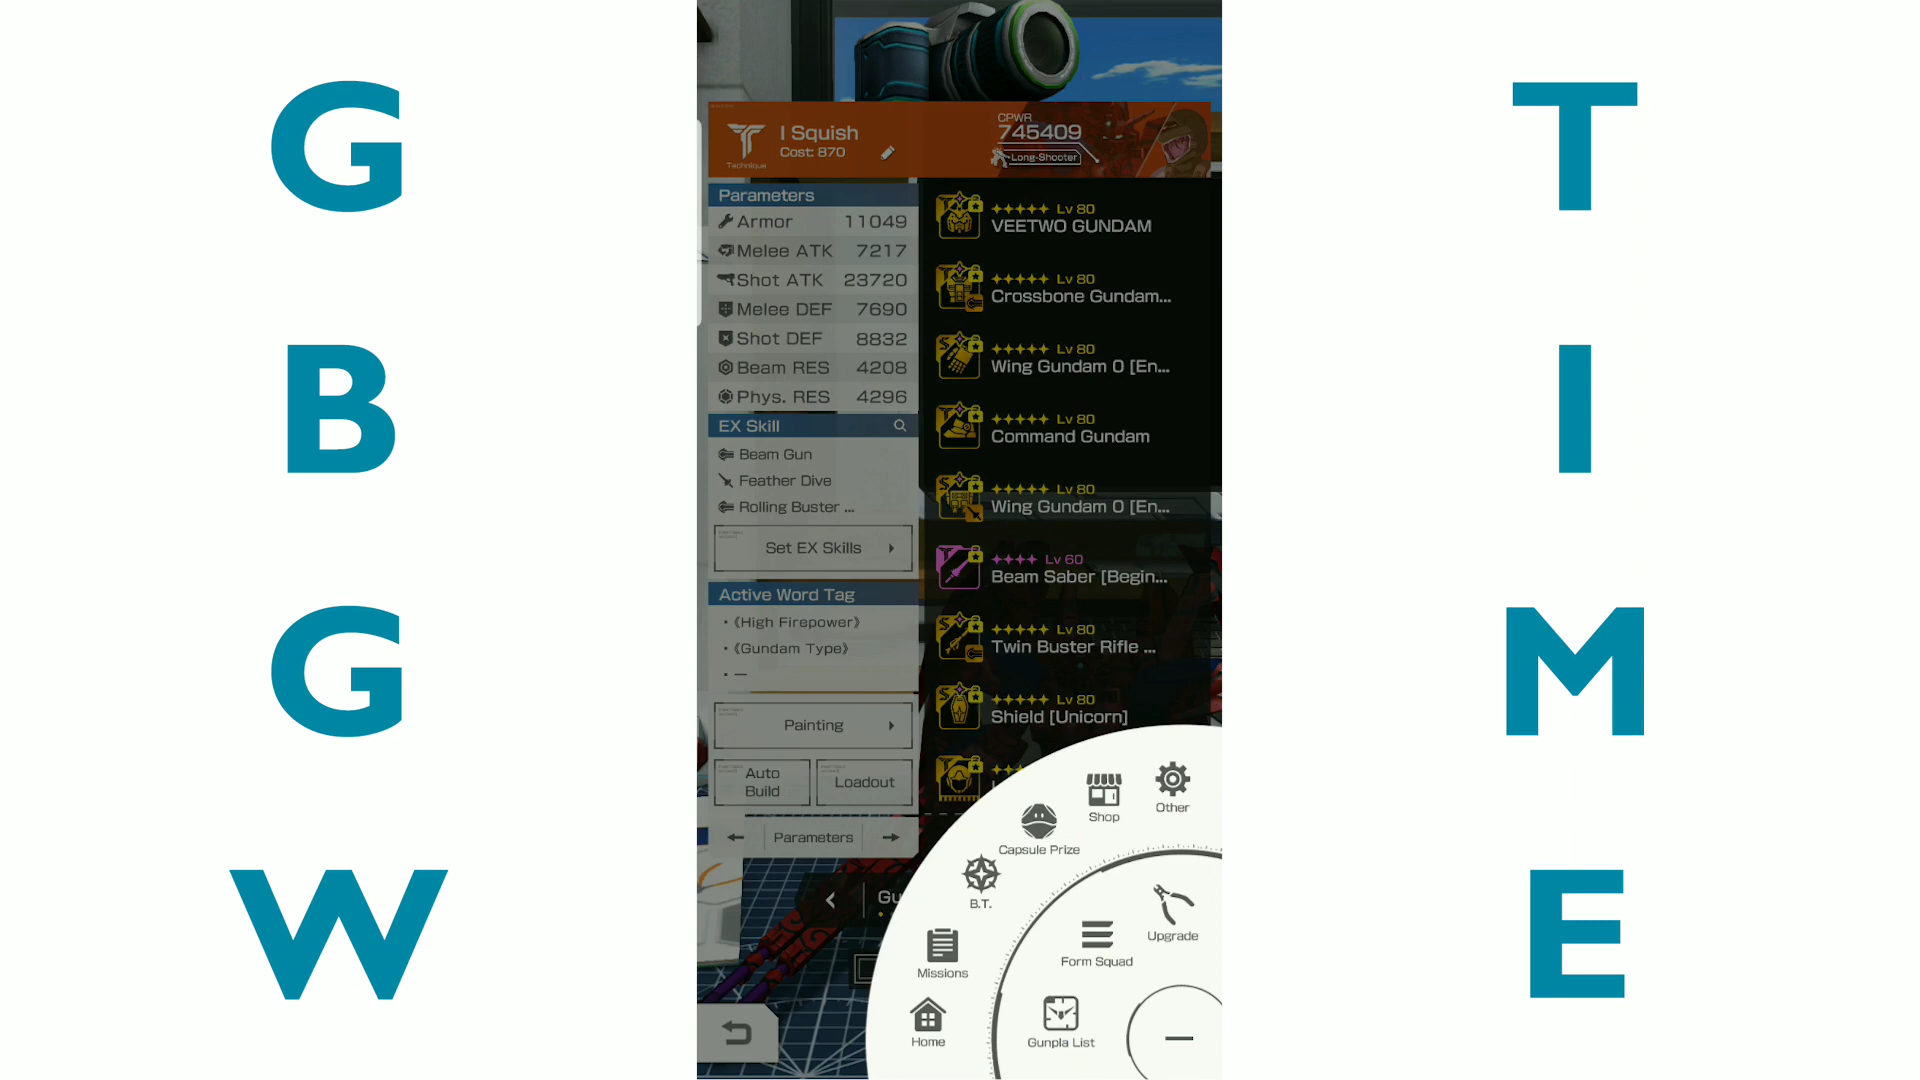 G
B
G
W
T
I
M
E
I Squish
Cost: 870
Technique
CPWR
745409
Long-Shooter
Parameters
Armor 11049
Melee ATK 7217
Shot ATK 23720
Melee DEF 7690
Shot DEF 8832
Beam RES 4208
Phys. RES 4296
EX Skill
Beam Gun
Feather Dive
Rolling Buster ...
Set EX Skills
Active Word Tag
・《High Firepower》
・《Gundam Type》
・—
Painting
Auto Build
Loadout
Parameters
T Lv 80
VEETWO GUNDAM
T Lv 80
Crossbone Gundam...
S Lv 80
Wing Gundam 0 [En...
T Lv 80
Command Gundam
S Lv 80
Wing Gundam 0 [En...
T Lv 60
Beam Saber [Begin...
S Lv 80
Twin Buster Rifle ...
S Lv 80
Shield [Unicorn]
T
Gu
Other
Shop
Capsule Prize
B.T.
Missions
Home
Upgrade
Form Squad
Gunpla List